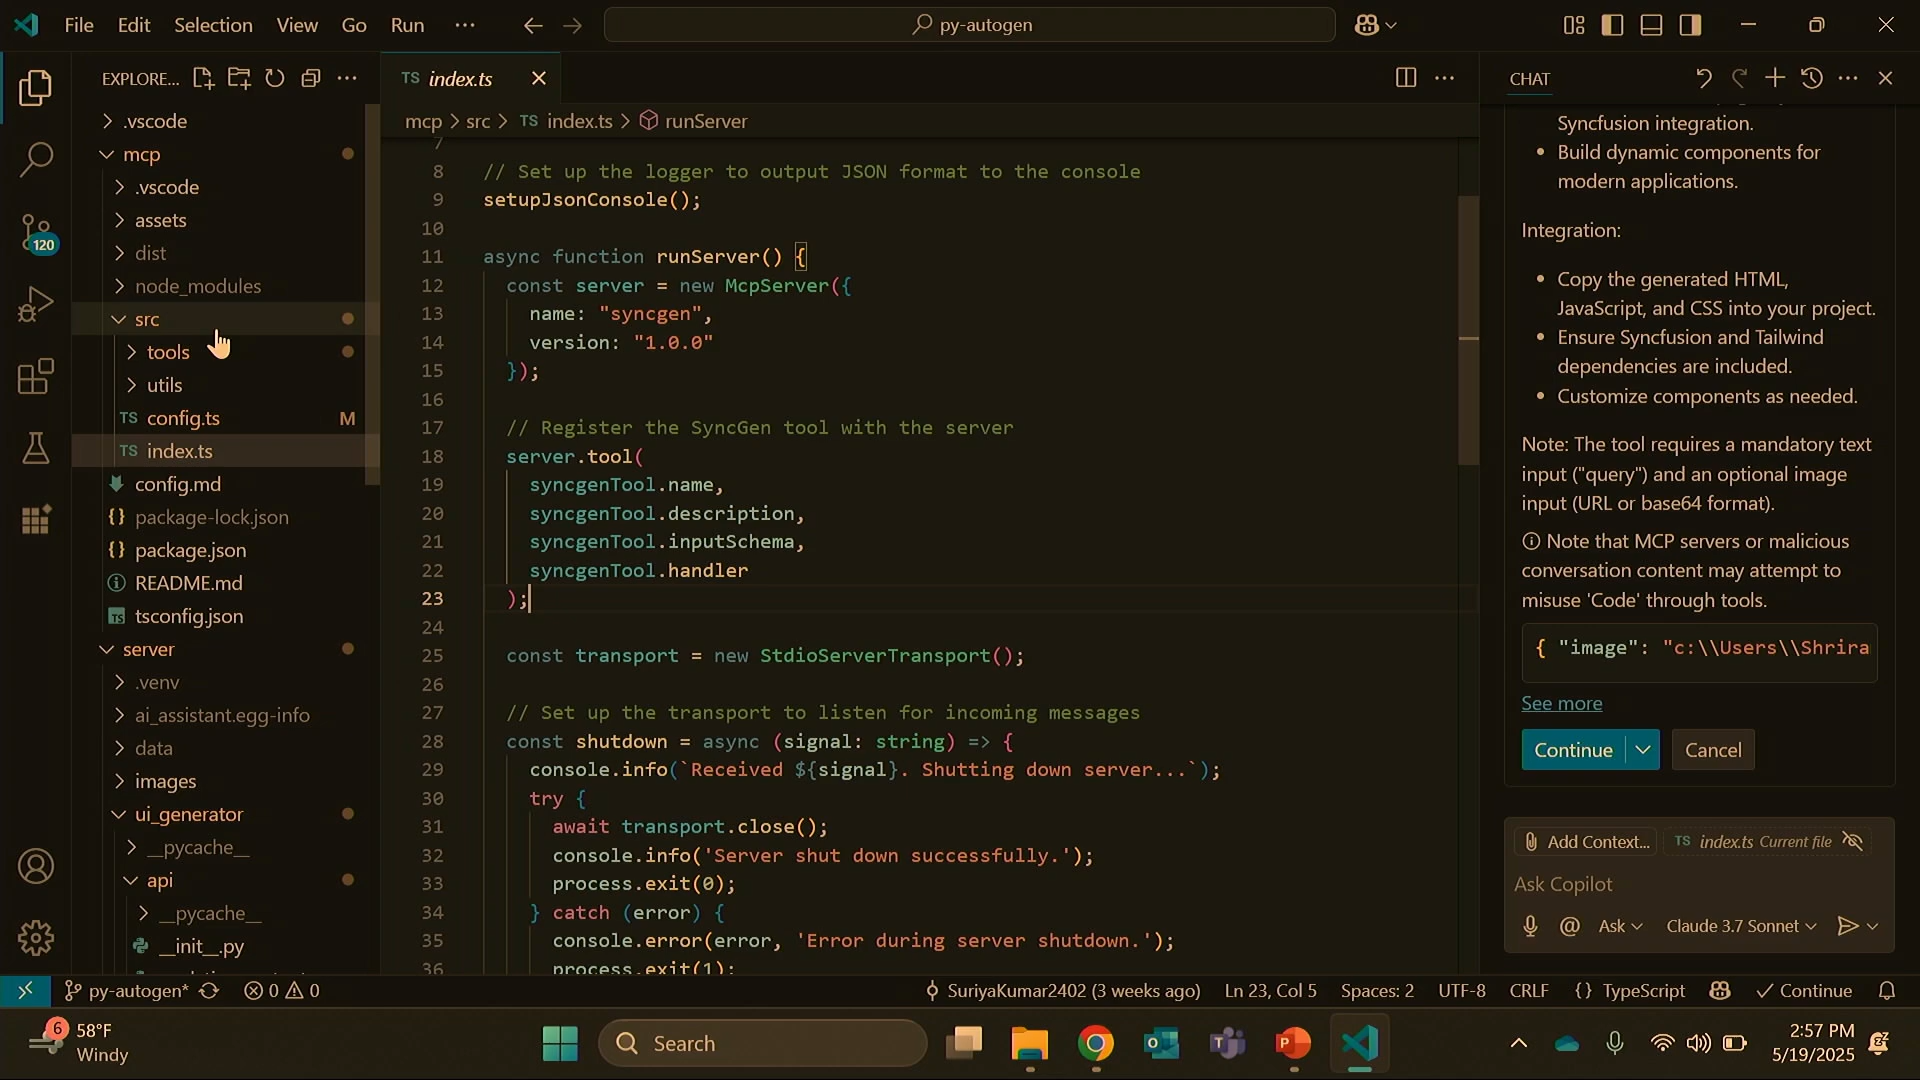 File Edit Selection View Go Run ···
py-autogen
EXPLORE...
.vscode
mcp
.vscode
assets
dist
node_modules
src
tools
utils
TS config.ts M
TS index.ts
config.md
{} package-lock.json
{} package.json
README.md
TS tsconfig.json
server
.venv
ai_assistant.egg-info
data
images
ui_generator
__pycache__
api
__pycache__
__init__.py
120
TS index.ts
mcp > src > TS index.ts > runServer
7
8 // Set up the logger to output JSON format to the console
9 setupJsonConsole();
10
11 async function runServer() {
12 const server = new McpServer({
13 name: "syncgen",
14 version: "1.0.0"
15 });
16
17 // Register the SyncGen tool with the server
18 server.tool(
19 syncgenTool.name,
20 syncgenTool.description,
21 syncgenTool.inputSchema,
22 syncgenTool.handler
23 );
24
25 const transport = new StdioServerTransport();
26
27 // Set up the transport to listen for incoming messages
28 const shutdown = async (signal: string) => {
29 console.info(`Received ${signal}. Shutting down server...`);
30 try {
31 await transport.close();
32 console.info('Server shut down successfully.');
33 process.exit(0);
34 } catch (error) {
35 console.error(error, 'Error during server shutdown.');
36 process.exit(1);
CHAT
Syncfusion integration.
• Build dynamic components for
modern applications.
Integration:
• Copy the generated HTML,
JavaScript, and CSS into your project.
• Ensure Syncfusion and Tailwind
dependencies are included.
• Customize components as needed.
Note: The tool requires a mandatory text
input ("query") and an optional image
input (URL or base64 format).
Note that MCP servers or malicious
conversation content may attempt to
misuse 'Code' through tools.
{ "image": "c:\\Users\\Shrira
See more
Continue Cancel
Add Context... TS index.ts Current file
Ask Copilot
@ Ask Claude 3.7 Sonnet
py-autogen* 0 0 SuriyaKumar2402 (3 weeks ago) Ln 23, Col 5 Spaces: 2 UTF-8 CRLF {} TypeScript Continue
6 58°F
Windy
Search
2:57 PM
5/19/2025